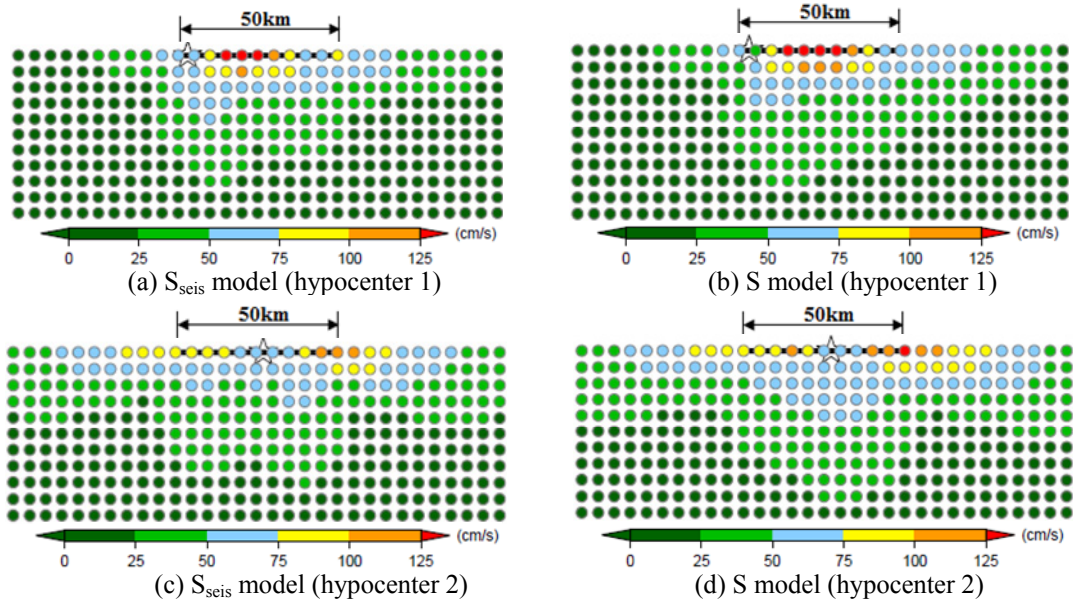 50km
50km
(cm/s)
0 25 50 75 100 125
(cm/s)
0 25 50 75 100 125
(a) Sseis model (hypocenter 1)
(b) S model (hypocenter 1)
50km
50km
(cm/s)
0 25 50 75 100 125
(cm/s)
0 25 50 75 100 125
(c) Sseis model (hypocenter 2)
(d) S model (hypocenter 2)